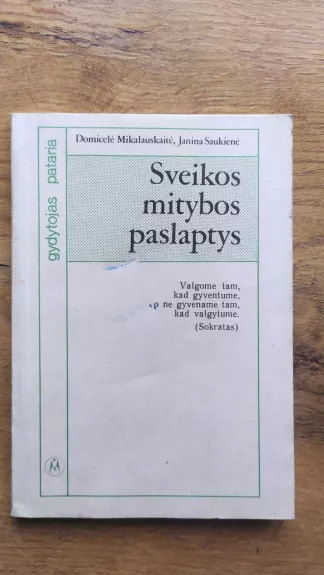 Domicelė Mikalauskaitė, Janina Saukienė
gydytojas pataria
Sveikos
mitybos
paslaptys
Valgome tam,
kad gyventume,
ne gyvename tam,
kad valgytume.
(Sokratas)
M